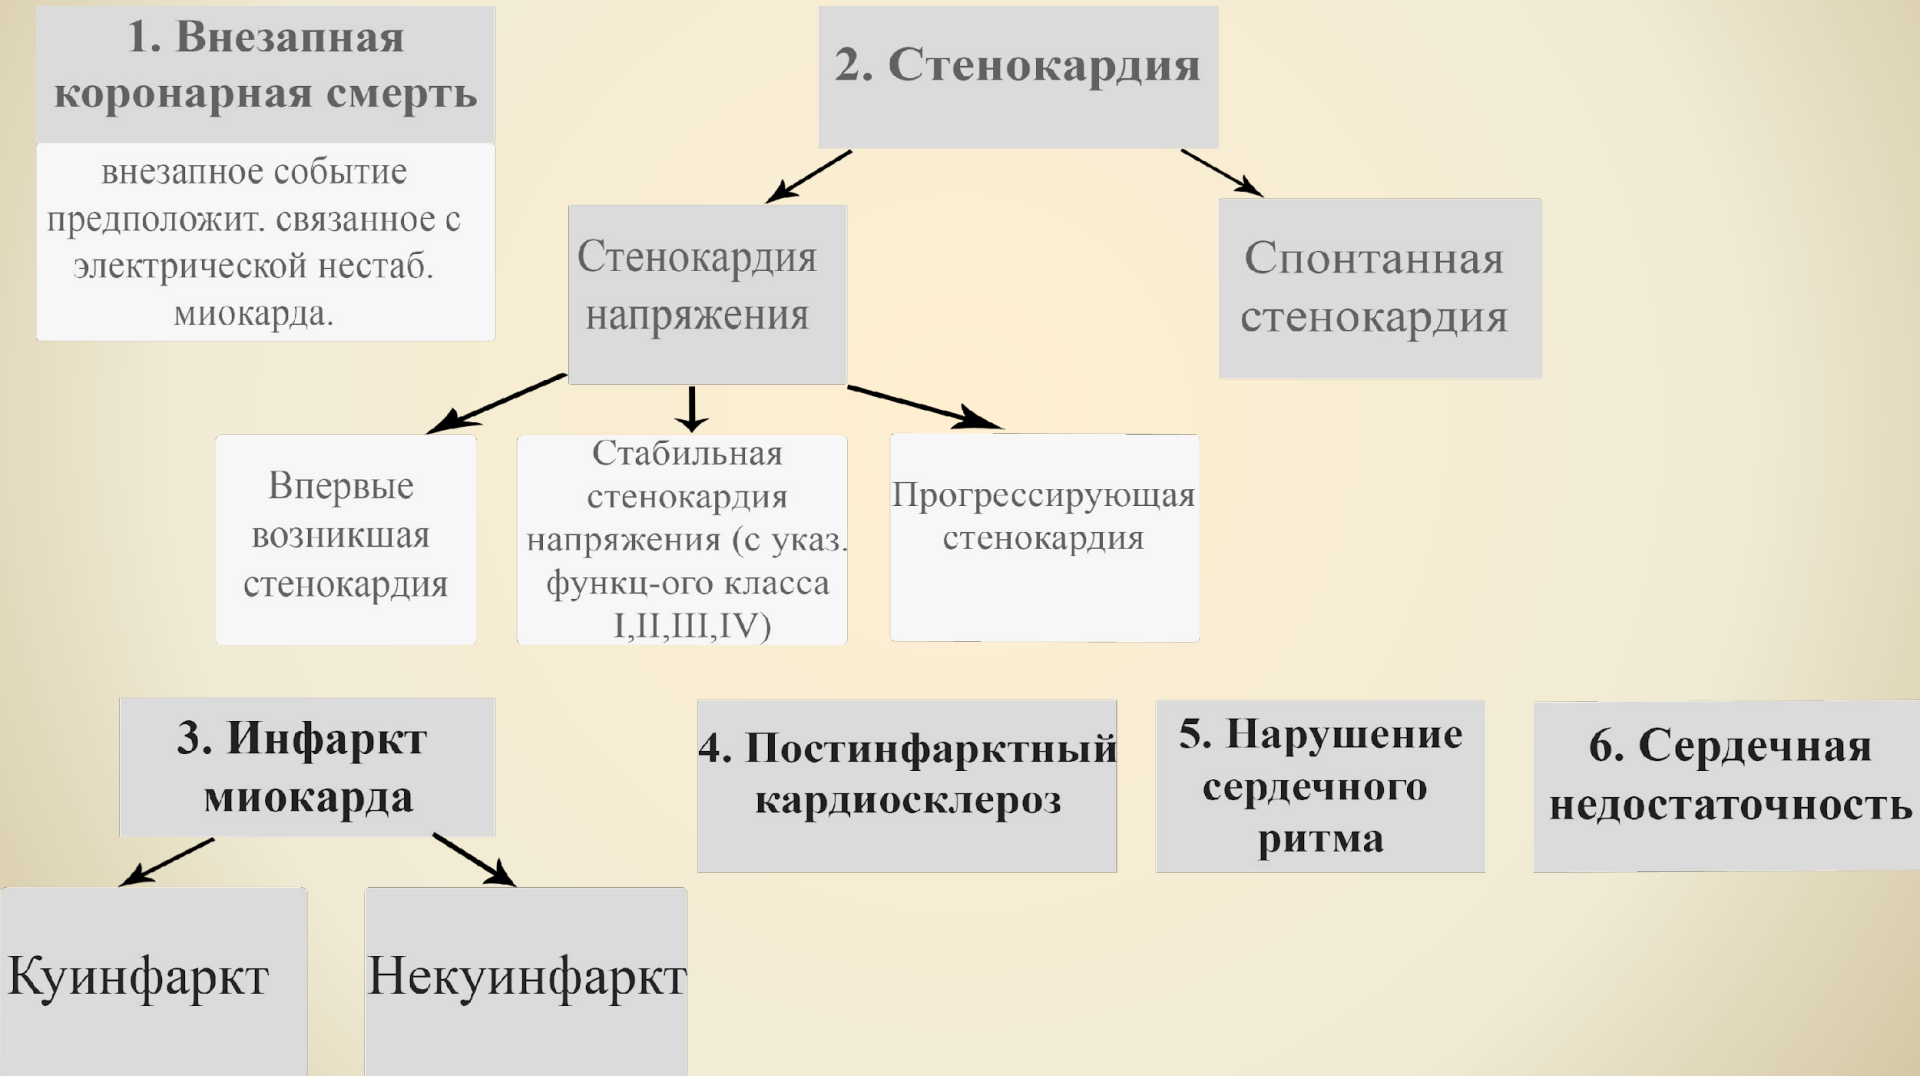 1. Внезапная
коронарная смерть
внезапное событие
предположит. связанное с
электрической нестаб.
миокарда.
2. Стенокардия
Стенокардия
напряжения
Спонтанная
стенокардия
Впервые
возникшая
стенокардия
Стабильная
стенокардия
напряжения (с указ.
функц-ого класса
I,II,III,IV)
Прогрессирующая
стенокардия
3. Инфаркт
миокарда
4. Постинфарктный
кардиосклероз
5. Нарушение
сердечного
ритма
6. Сердечная
недостаточность
Куинфаркт
Некуинфаркт